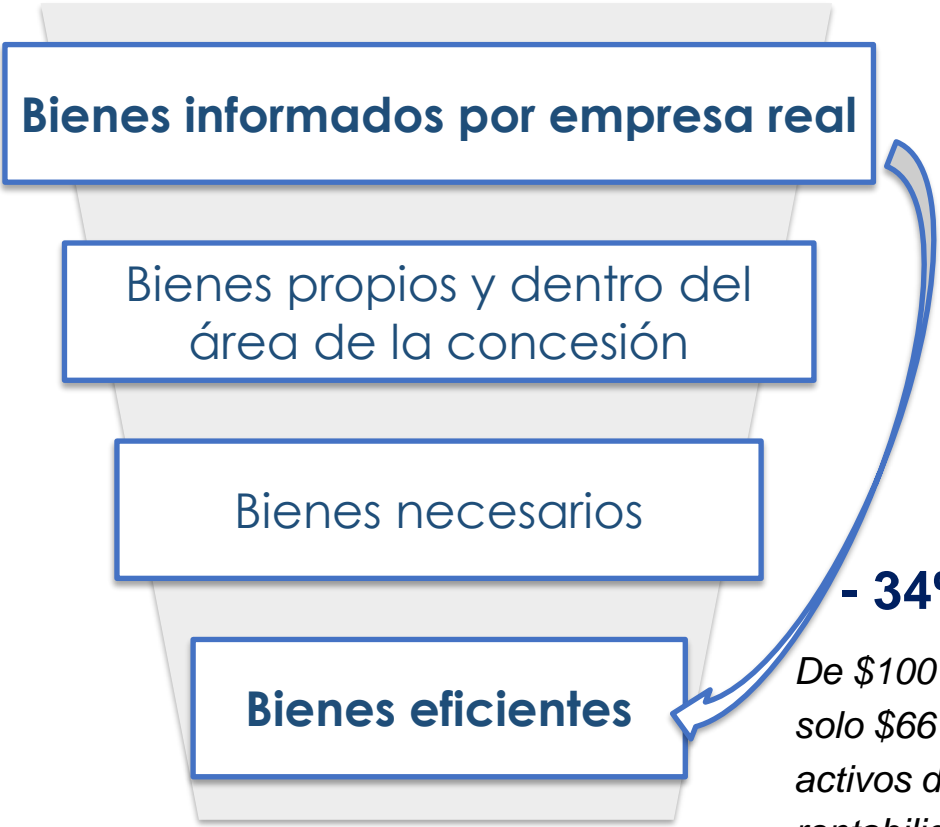 Bienes informados por empresa real
Bienes propios y dentro del
área de la concesión
Bienes necesarios
- 34
Bienes eficientes
De $100
solo $66
activos